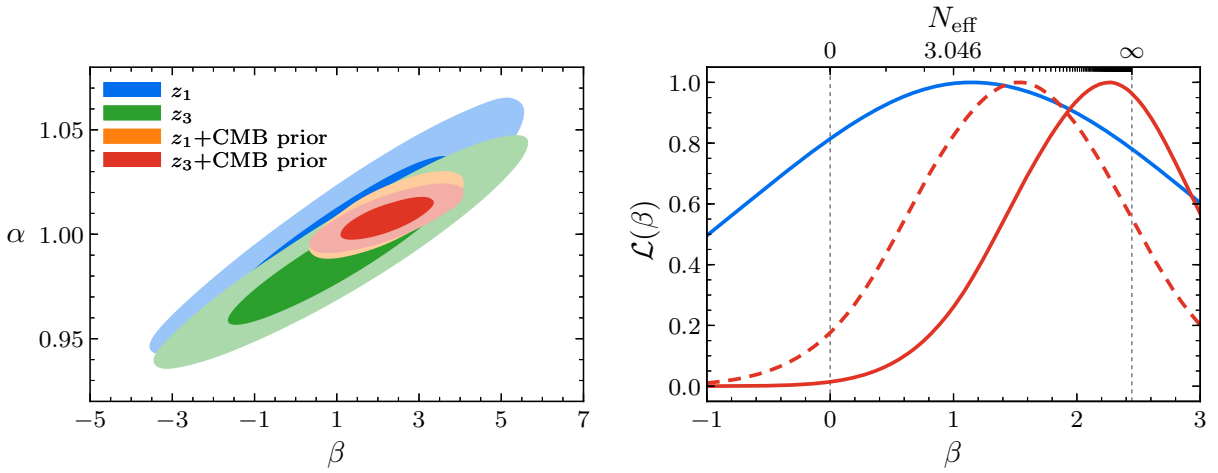 z₁
z₃
z₁+CMB prior
z₃+CMB prior
α
1.05
1.00
0.95
−5 −3 −1 1 3 5 7
β
N_eff
0 3.046 ∞
ℒ(β)
1.0
0.8
0.6
0.4
0.2
0.0
−1 0 1 2 3
β